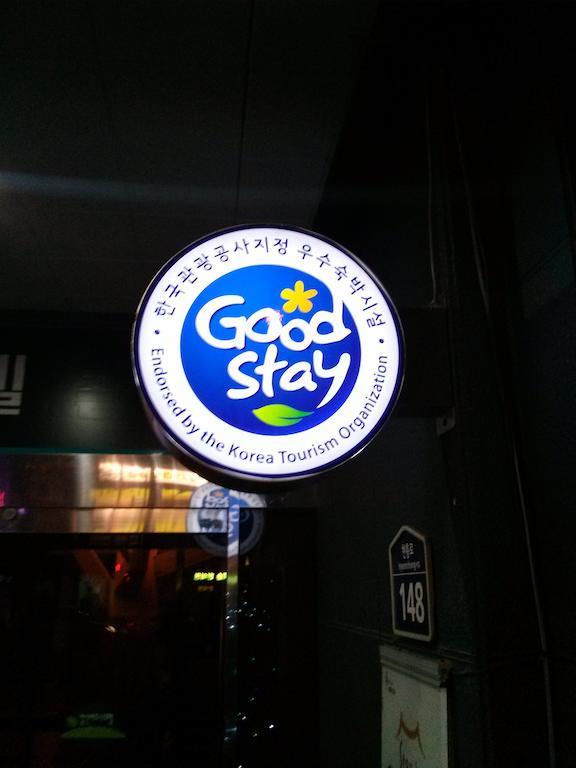 • 한국관광공사지정 우수숙박시설 •
Good
stay
Endorsed by the Korea Tourism Organization
148